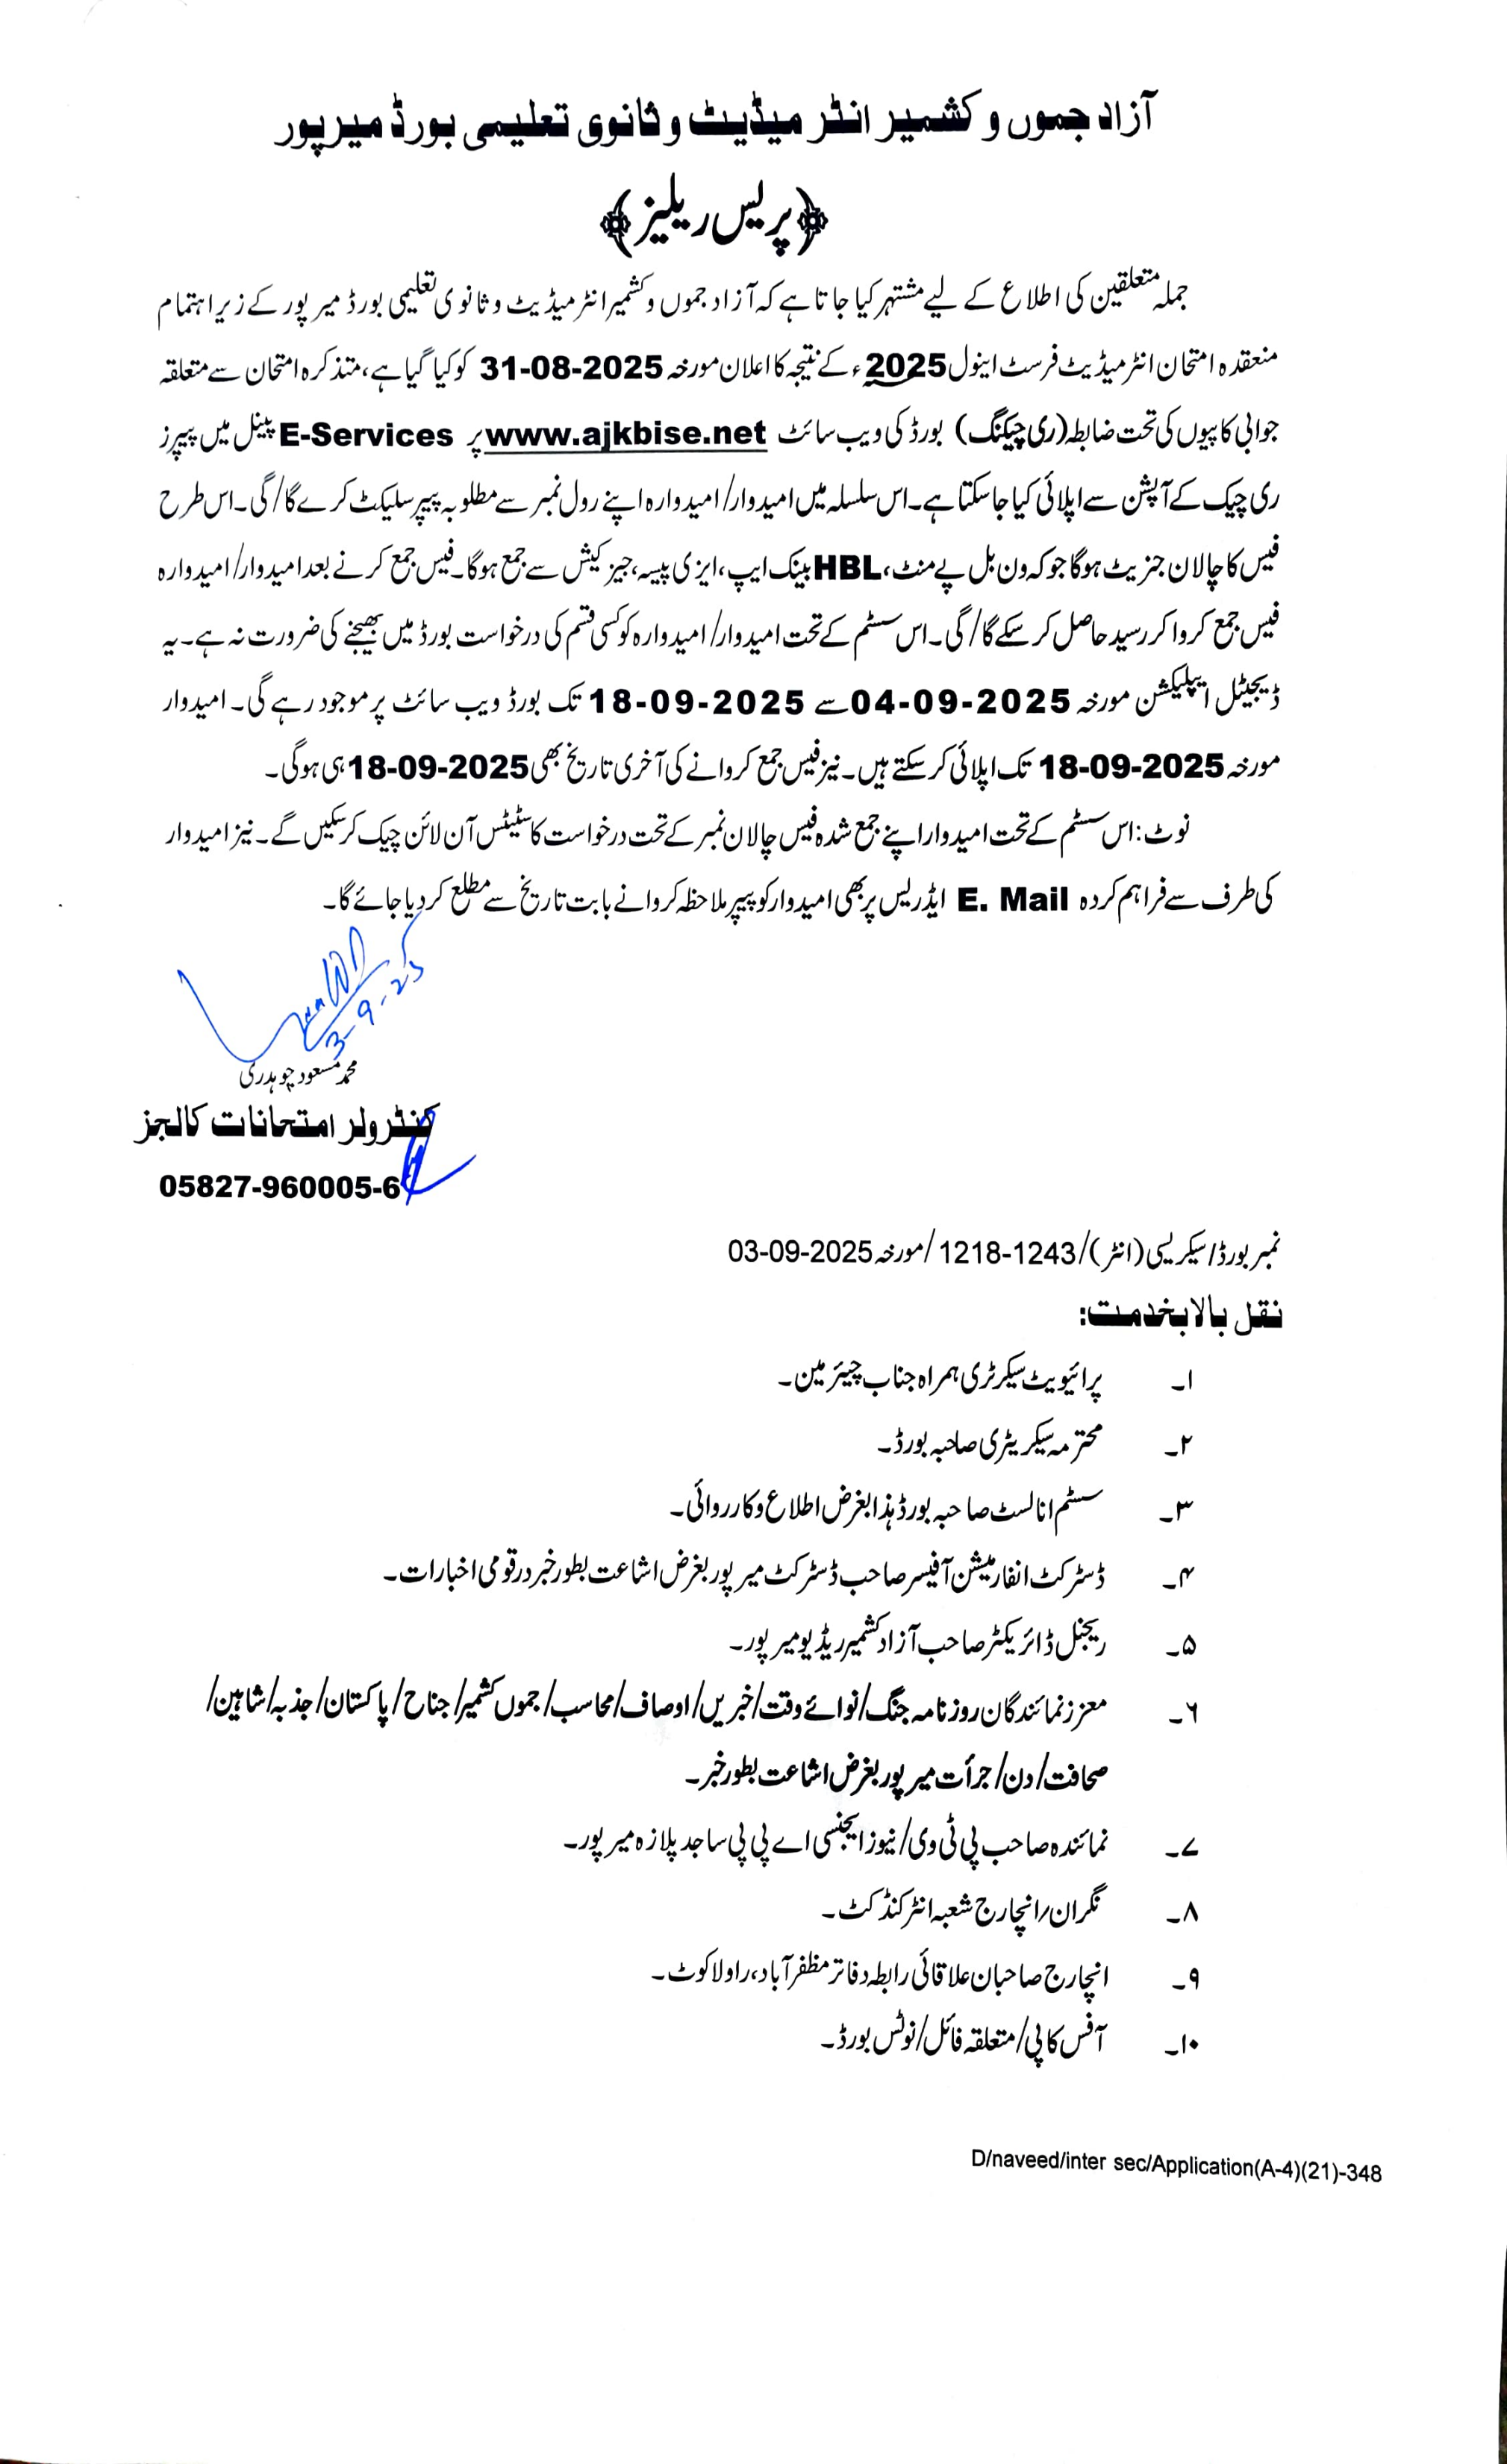 آزاد جموں و کشمیر انٹر میڈیٹ و ثانوی تعلیمی بورڈ میرپور
﴿پریس ریلیز﴾
جملہ متعلقین کی اطلاع کے لیے مشتہر کیا جاتا ہے کہ آزاد جموں و کشمیر انٹرمیڈیٹ و ثانوی تعلیمی بورڈ میر پور کے زیر اہتمام
منعقدہ امتحان انٹرمیڈیٹ فرسٹ اینول 2025ء کے نتیجہ کا اعلان مورخہ 31-08-2025 کو کیا گیا ہے، متذکرہ امتحان سے متعلقہ
جوابی کاپیوں کی تحت ضابطہ (ری چیکنگ) بورڈ کی ویب سائٹ www.ajkbise.net پر E-Services پینل میں پیپرز
ری چیک کے آپشن سے اپلائی کیا جاسکتا ہے۔ اس سلسلہ میں امیدوار/امیدوارہ اپنے رول نمبر سے مطلوبہ پیپر سلیکٹ کرے گا/گی۔ اس طرح
فیس کا چالان جنریٹ ہوگا جو کہ ون بل پے منٹ، HBL بینک ایپ، ایزی پیسہ، جیز کیش سے جمع ہوگا۔ فیس جمع کرنے بعد امیدوار/امیدوارہ
فیس جمع کروا کر رسید حاصل کر سکے گا/گی۔ اس سسٹم کے تحت امیدوار/امیدوارہ کو کسی قسم کی درخواست بورڈ میں بھیجنے کی ضرورت نہ ہے۔ یہ
ڈیجیٹل ایپلیکشن مورخہ 04-09-2025 سے 18-09-2025 تک بورڈ ویب سائٹ پر موجود رہے گی۔ امیدوار
مورخہ 18-09-2025 تک اپلائی کر سکتے ہیں۔ نیز فیس جمع کروانے کی آخری تاریخ بھی 18-09-2025 ہی ہوگی۔
نوٹ: اس سسٹم کے تحت امیدوار اپنے جمع شدہ فیس چالان نمبر کے تحت درخواست کا سٹیٹس آن لائن چیک کرسکیں گے۔ نیز امیدوار
کی طرف سے فراہم کردہ E. Mail ایڈریس پر بھی امیدوار کو پیپر ملاحظہ کروانے بابت تاریخ سے مطلع کر دیا جائے گا۔
3-9-25
محمد مسعود چوہدری
کنٹرولر امتحانات کالجز
05827-960005-6
نمبر بورڈ/سیکریسی (انٹر)/1218-1243/مورخہ 03-09-2025
نقل بالا بخدمت:
۱۔ پرائیویٹ سیکرٹری ہمراہ جناب چیئرمین۔
۲۔ محترمہ سیکریٹری صاحبہ بورڈ۔
۳۔ سسٹم انالسٹ صاحبہ بورڈ ہذا بغرض اطلاع و کارروائی۔
۴۔ ڈسٹرکٹ انفارمیشن آفیسر صاحب ڈسٹرکٹ میر پور بغرض اشاعت بطور خبر در قومی اخبارات۔
۵۔ ریجنل ڈائریکٹر صاحب آزاد کشمیر ریڈیو میر پور۔
۶۔ معزز نمائندگان روزنامہ جنگ/نوائے وقت/خبریں/اوصاف/محاسب/جموں کشمیر/جناح/پاکستان/جذبہ/شاہین/
صحافت/دن/جرأت میر پور بغرض اشاعت بطور خبر۔
۷۔ نمائندہ صاحب پی ٹی وی/نیوز ایجنسی اے پی پی ساجد پلازہ میر پور۔
۸۔ نگران/انچارج شعبہ انٹر کنڈکٹ۔
۹۔ انچارج صاحبان علاقائی رابطہ دفاتر مظفر آباد، راولاکوٹ۔
۱۰۔ آفس کاپی/متعلقہ فائل/نوٹس بورڈ۔
D/naveed/inter sec/Application(A-4)(21)-348